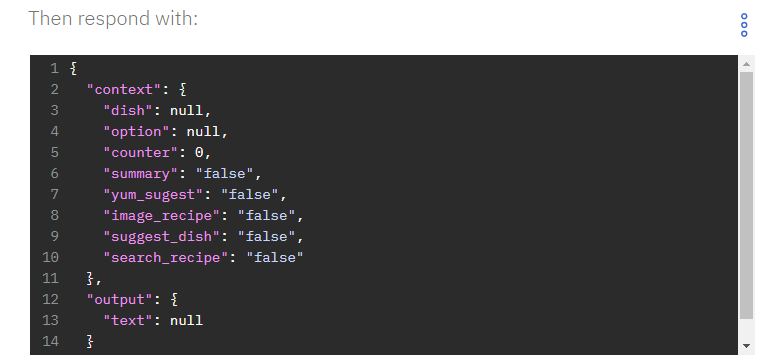 Then respond with:
1 {
2 "context": {
3 "dish": null,
4 "option": null,
5 "counter": 0,
6 "summary": "false",
7 "yum_sugest": "false",
8 "image_recipe": "false",
9 "suggest_dish": "false",
10 "search_recipe": "false"
11 },
12 "output": {
13 "text": null
14 }